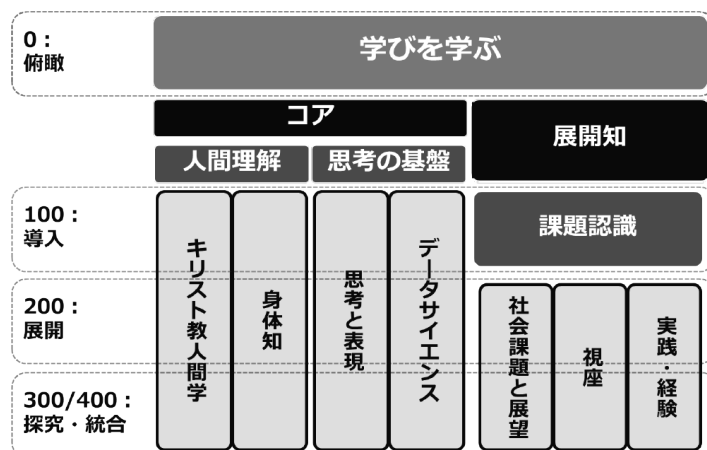 0：
俯瞰
学びを学ぶ
コア
展開知
人間理解
思考の基盤
100：
導入
課題認識
キリスト教人間学
身体知
思考と表現
データサイエンス
200：
展開
社会課題と展望
視座
実践・経験
300/400：
探究・統合